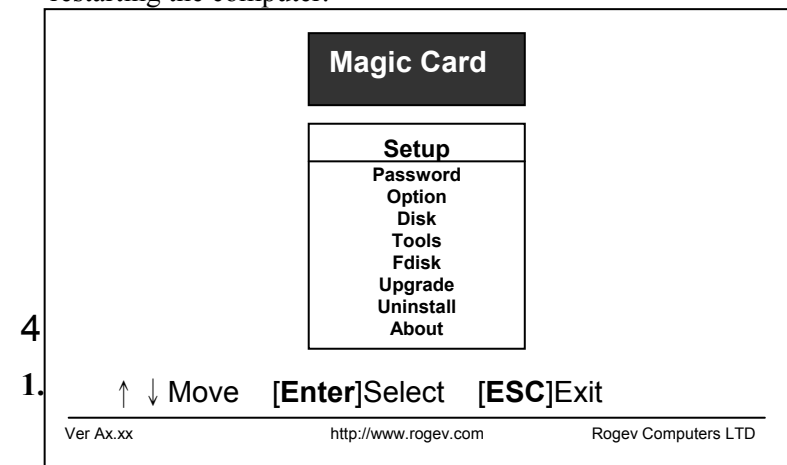 restarting the computer.
Magic Card
Setup
Password
Option
Disk
Tools
Fdisk
Upgrade
Uninstall
About
4
1.
↑ ↓ Move [Enter]Select [ESC]Exit
Ver Ax.xx http://www.rogev.com Rogev Computers LTD